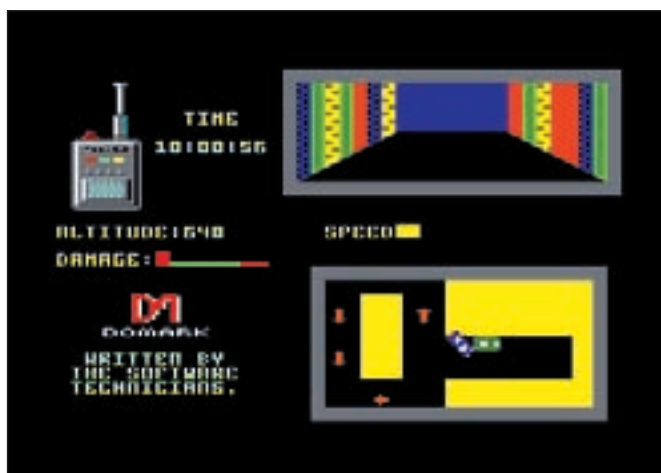 TIME
10:00:56
ALTITUDE:640
SPEED
DAMAGE:
DOMARK
WRITTEN BY
THE SOFTWARE
TECHNICIANS.